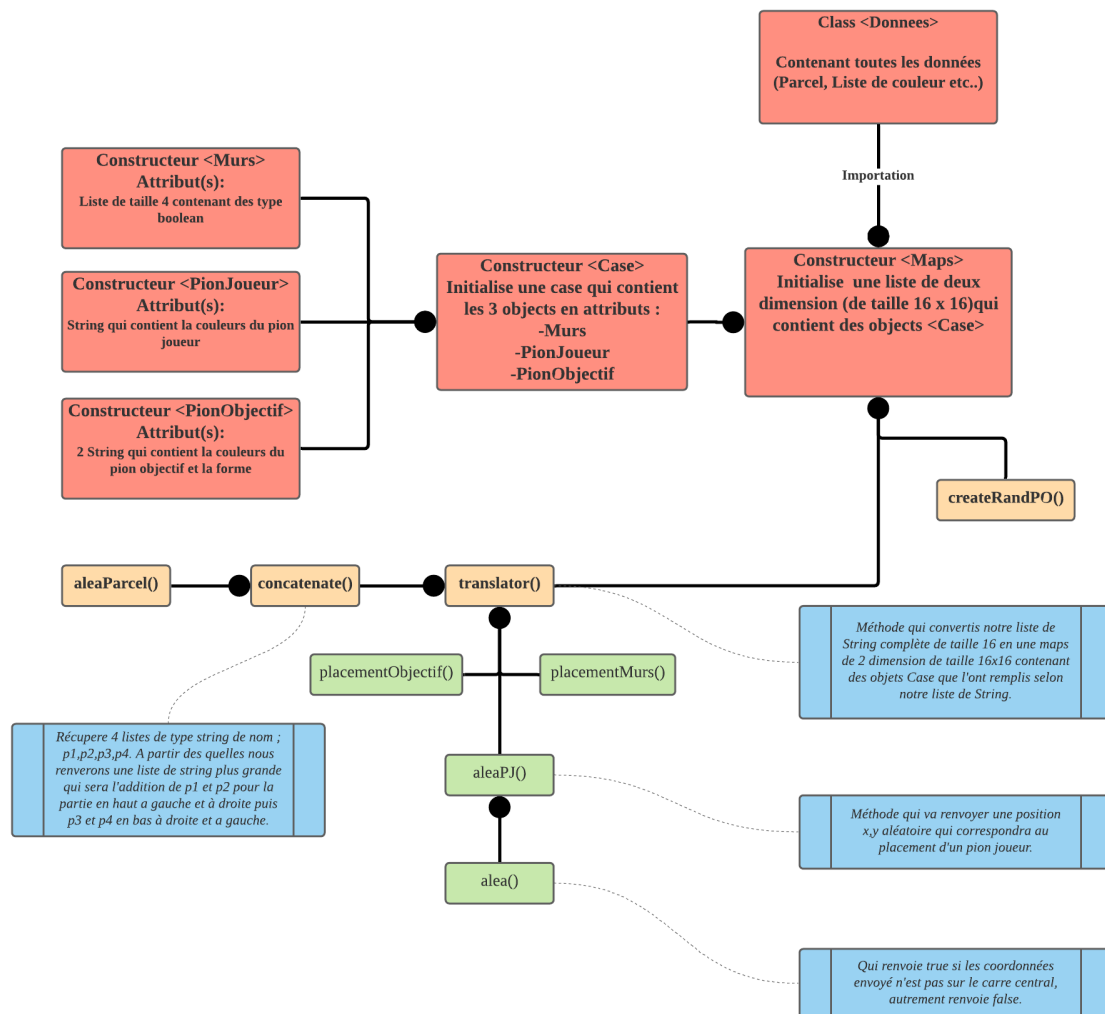 Class <Donnees>
Contenant toutes les données
(Parcel, Liste de couleur etc..)
Importation
Constructeur <Murs>
Attribut(s):
Liste de taille 4 contenant des type
boolean
Constructeur <PionJoueur>
Attribut(s):
String qui contient la couleurs du pion
joueur
Constructeur <PionObjectif>
Attribut(s):
2 String qui contient la couleurs du
pion objectif et la forme
Constructeur <Case>
Initialise une case qui contient
les 3 objects en attributs :
-Murs
-PionJoueur
-PionObjectif
Constructeur <Maps>
Initialise une liste de deux
dimension (de taille 16 x 16)qui
contient des objects <Case>
createRandPO()
aleaParcel()
concatenate()
translator()
placementObjectif()
placementMurs()
aleaPJ()
alea()
Méthode qui convertis notre liste de
String complète de taille 16 en une maps
de 2 dimension de taille 16x16 contenant
des objets Case que l'ont remplis selon
notre liste de String.
Récupere 4 listes de type string de nom ;
p1,p2,p3,p4. A partir des quelles nous
renverons une liste de string plus grande
qui sera l'addition de p1 et p2 pour la
partie en haut a gauche et à droite puis
p3 et p4 en bas à droite et a gauche.
Méthode qui va renvoyer une position
x,y aléatoire qui correspondra au
placement d'un pion joueur.
Qui renvoie true si les coordonnées
envoyé n'est pas sur le carre central,
autrement renvoie false.